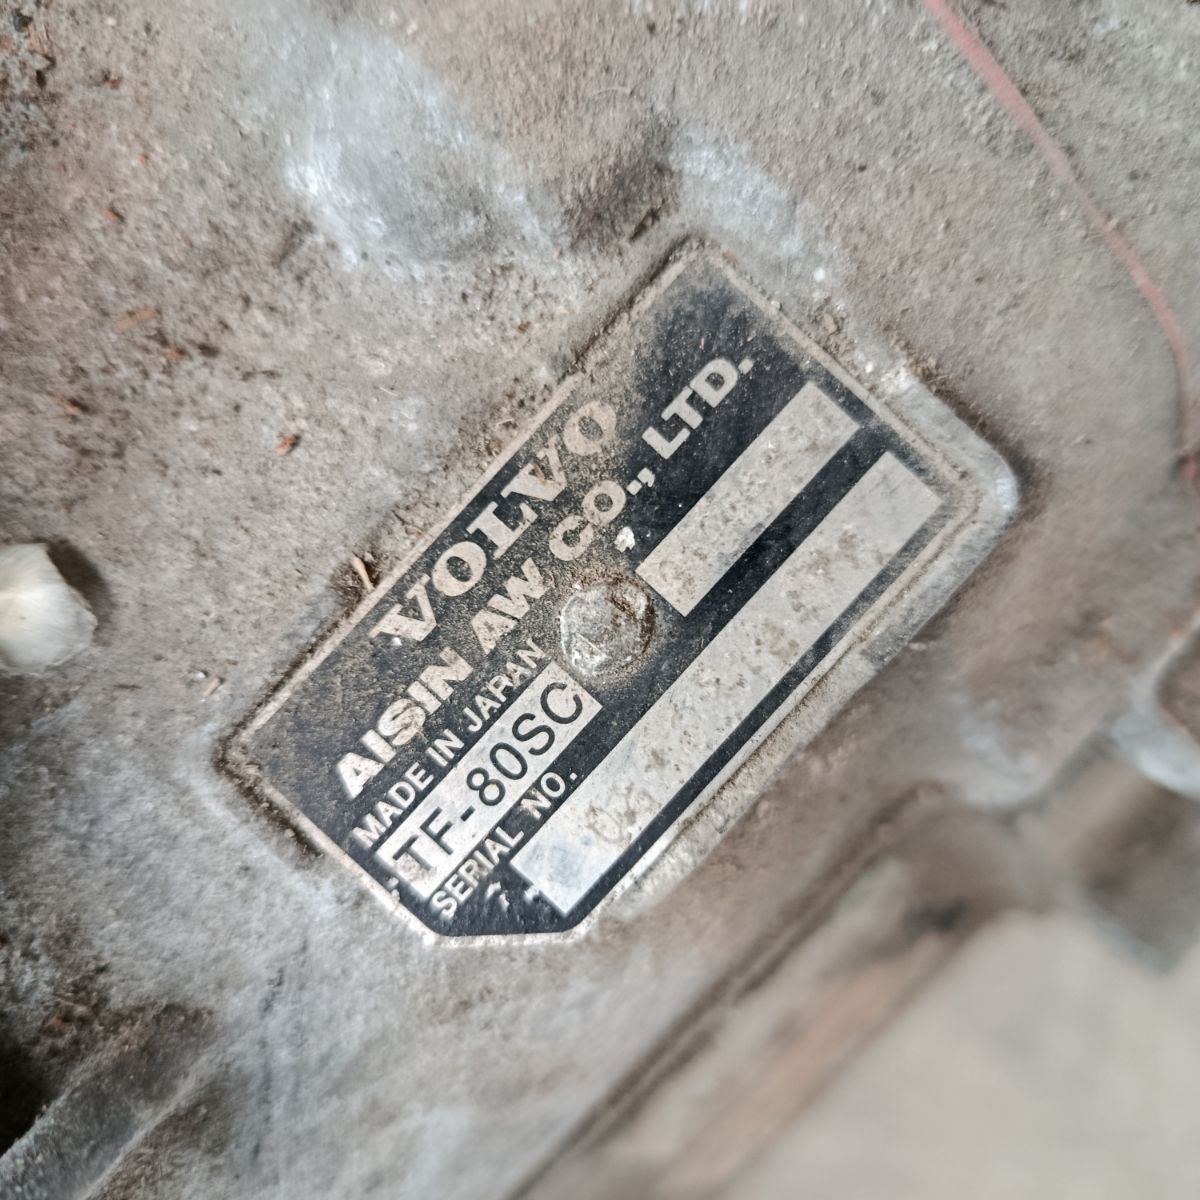 VOLVO
AISIN AW CO., LTD.
MADE IN JAPAN
TF-80SC
SERIAL NO.